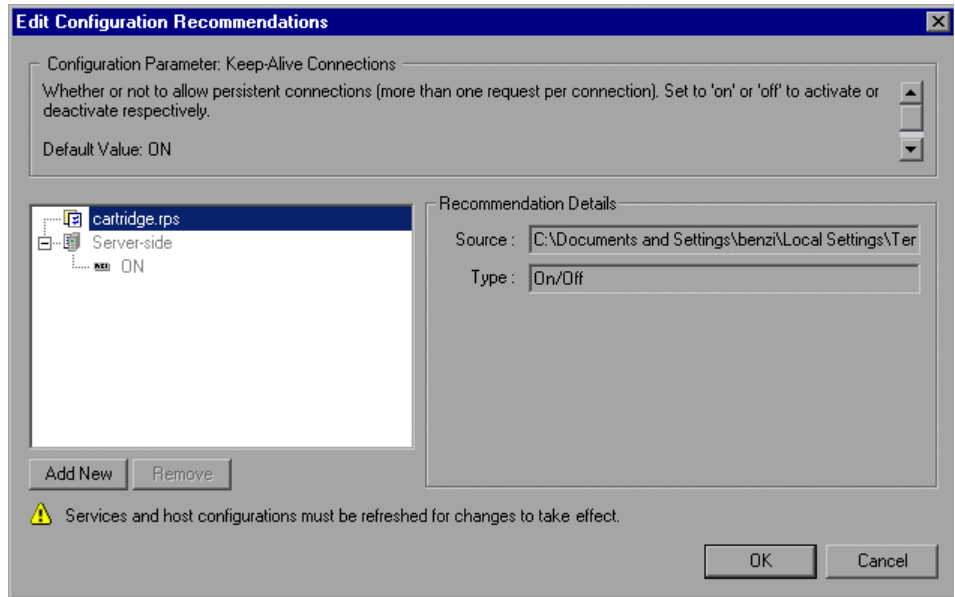 Edit Configuration Recommendations
Configuration Parameter: Keep-Alive Connections
Whether or not to allow persistent connections (more than one request per connection). Set to 'on' or 'off' to activate or
deactivate respectively.
Default Value: ON
cartridge.rps
Server-side
ON
Recommendation Details
Source : C:\Documents and Settings\benzi\Local Settings\Ter
Type : On/Off
Add New Remove
Services and host configurations must be refreshed for changes to take effect.
OK Cancel